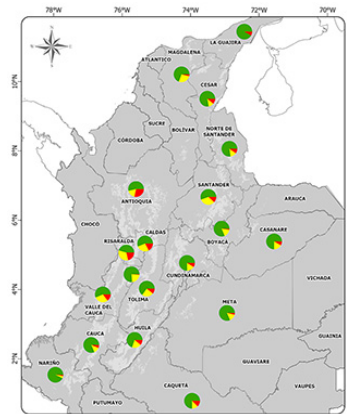 78°W 76°W 74°W 72°W 70°W
LA GUAJIRA
MAGDALENA
ATLANTICO
10°N
CESAR
SUCRE
BOLÍVAR
NORTE DE
SANTANDER
CÓRDOBA
8°N
SANTANDER
ARAUCA
ANTIOQUIA
6°N
CHOCO
CALDAS
RISARALDA
BOYACÁ
CASANARE
CUNDINAMARCA
VICHADA
4°N
TOLIMA
META
VALLE DEL
CAUCA
HUILA
GUAINIA
CAUCA
2°N
NARIÑO
GUAVIARE
CAQUETÁ
VAUPES
PUTUMAYO